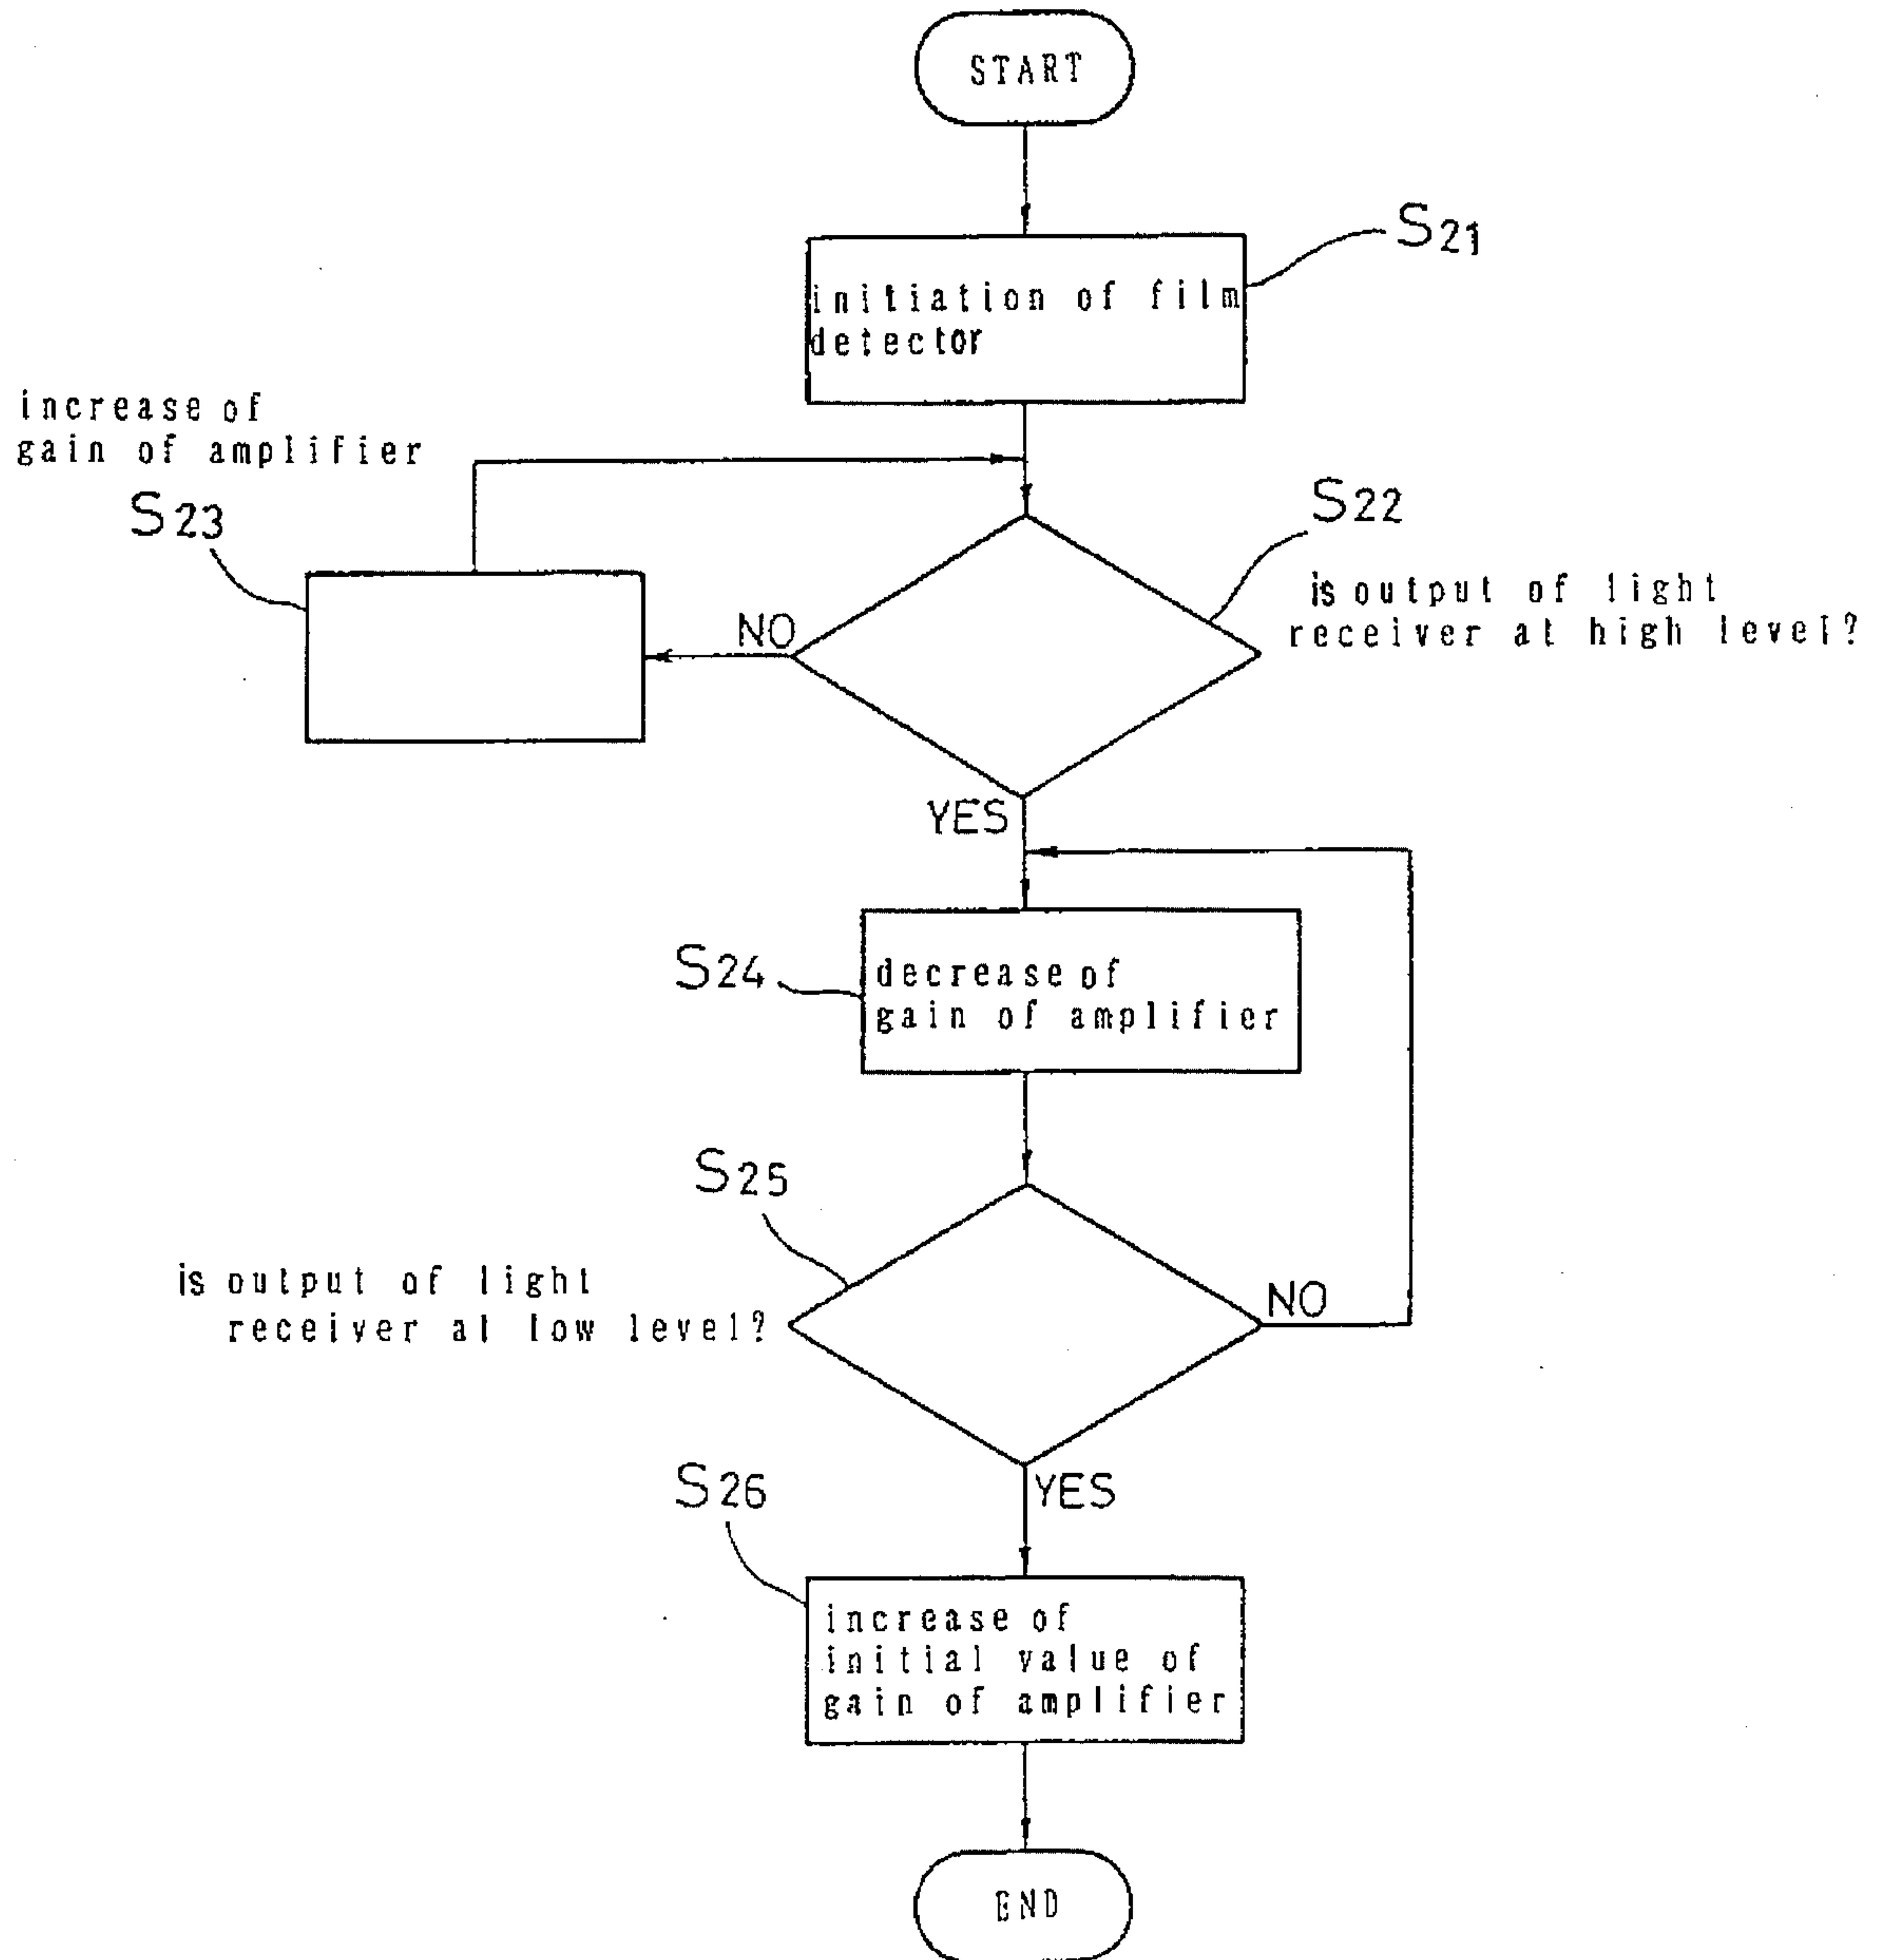 START
S21
initiation of film
detector
increase of
gain of amplifier
S23
S22
is output of light
receiver at high level?
NO
YES
S24
decrease of
gain of amplifier
S25
is output of light
receiver at low level?
NO
YES
S26
increase of
initial value of
gain of amplifier
END